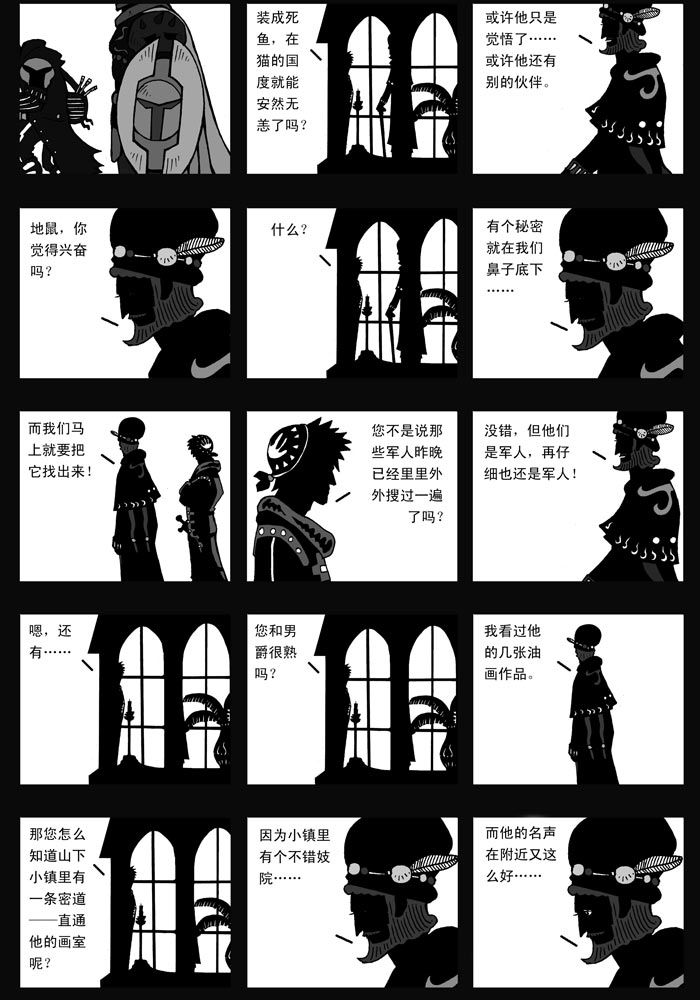 装成死
鱼，在
猫的国
度就能
安然无
恙了吗？
或许他只是
觉悟了……
或许他还有
别的伙伴。
地鼠，你
觉得兴奋
吗？
什么？
有个秘密
就在我们
鼻子底下
……
而我们马
上就要把
它找出来！
您不是说那
些军人昨晚
已经里里外
外搜过一遍
了吗？
没错，但他们
是军人，再仔
细也还是军人！
嗯，还
有……
您和男
爵很熟
吗？
我看过他
的几张油
画作品。
那您怎么
知道山下
小镇里有
一条密道
——直通
他的画室
呢？
因为小镇里
有个不错妓
院……
而他的名声
在附近又这
么好……